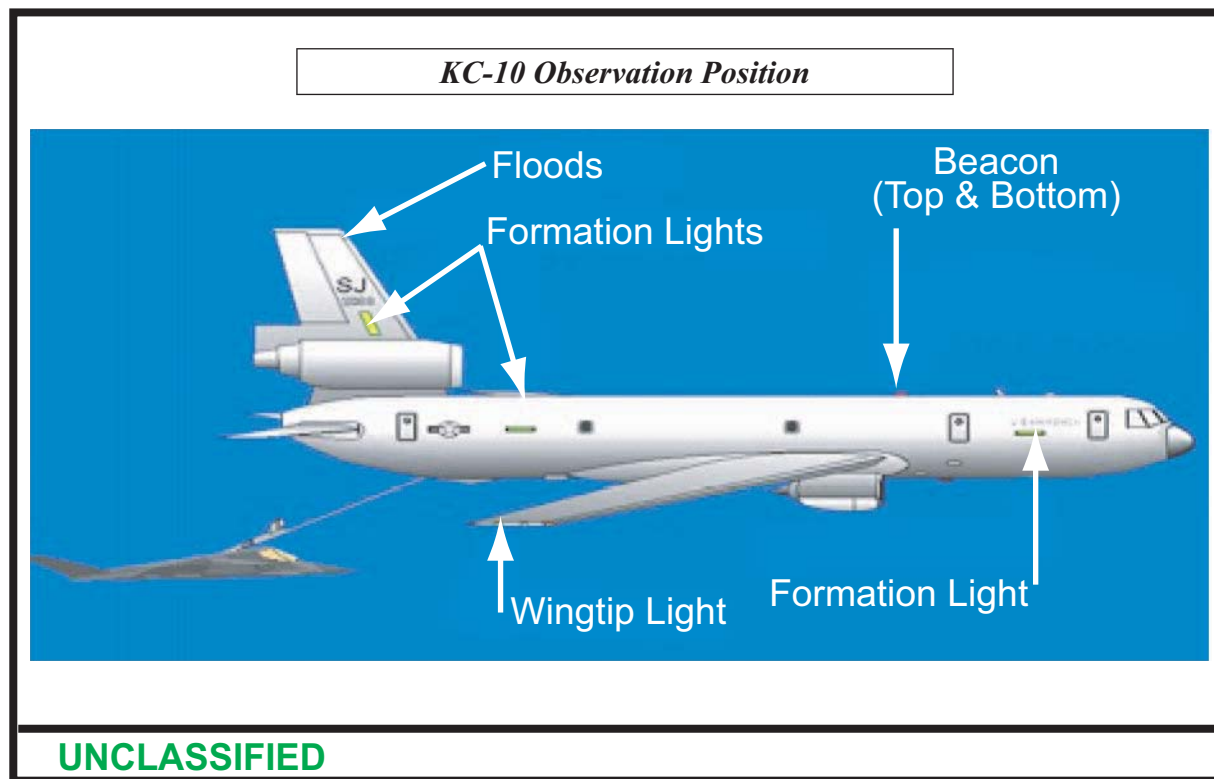 KC-10 Observation Position
Floods
Beacon
(Top & Bottom)
Formation Lights
SJ
Wingtip Light
Formation Light
UNCLASSIFIED